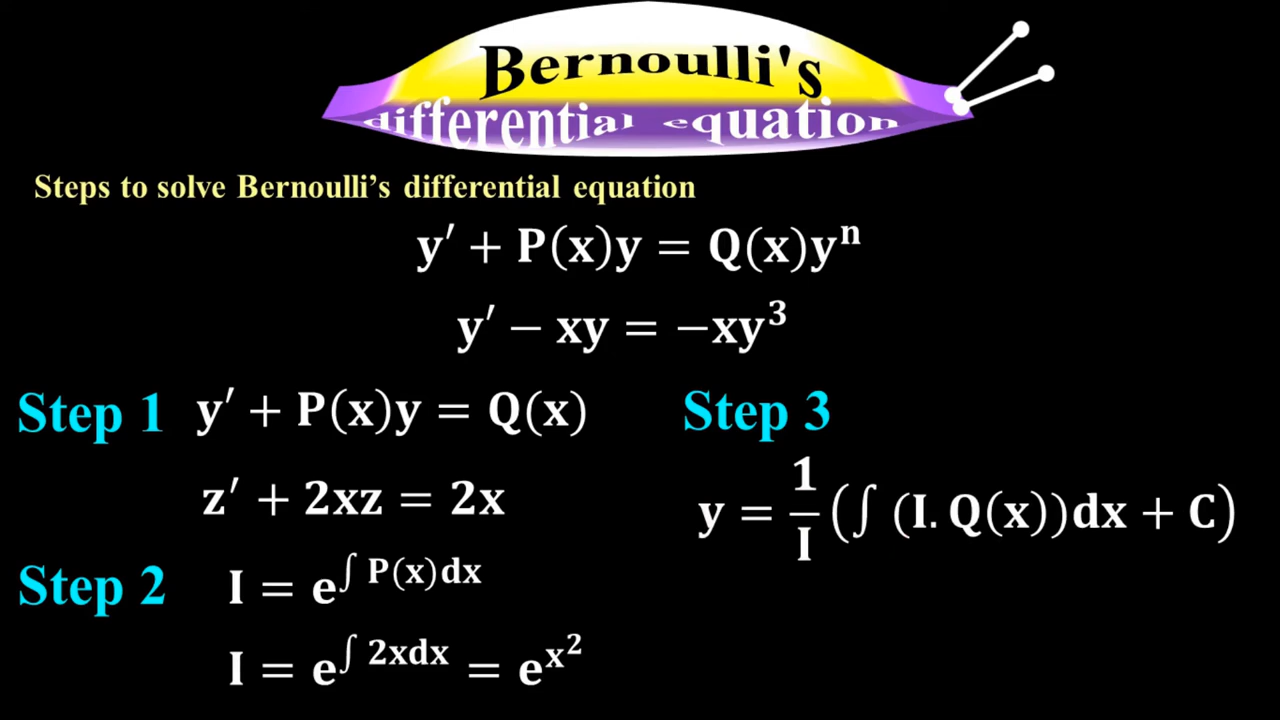 Bernoulli's
differential equation
Steps to solve Bernoulli’s differential equation
y′ + P(x)y = Q(x)yⁿ
y′ − xy = −xy³
Step 1 y′ + P(x)y = Q(x)
z′ + 2xz = 2x
Step 2 I = e^∫ P(x)dx
I = e^∫ 2xdx = e^x²
Step 3
y = 1/I (∫ (I. Q(x))dx + C)